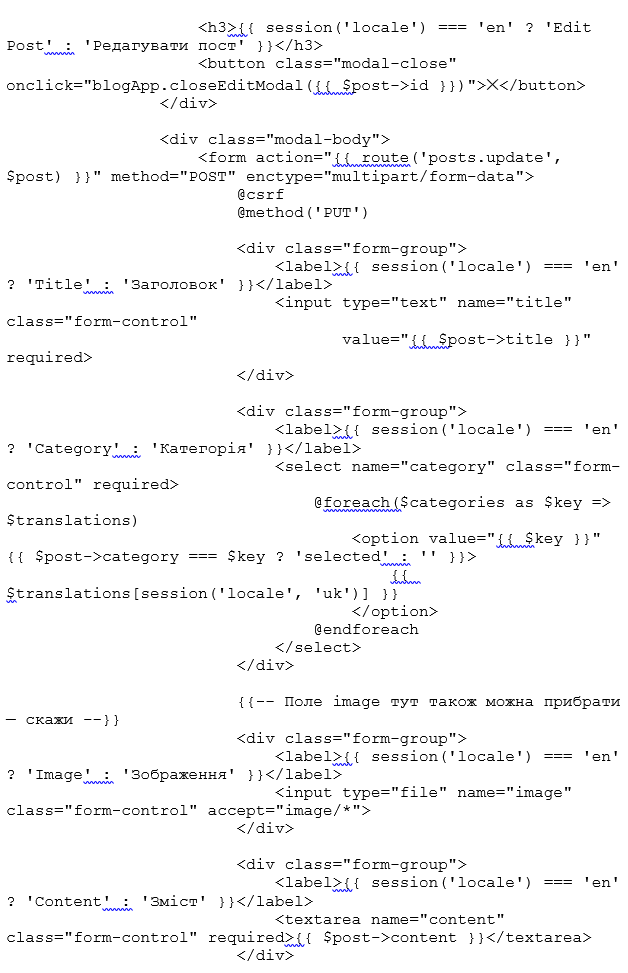 <h3>{{ session('locale') === 'en' ? 'Edit
Post' : 'Редагувати пост' }}</h3>
<button class="modal-close"
onclick="blogApp.closeEditModal({{ $post->id }})">✕</button>
</div>
<div class="modal-body">
<form action="{{ route('posts.update',
$post) }}" method="POST" enctype="multipart/form-data">
@csrf
@method('PUT')
<div class="form-group">
<label>{{ session('locale') === 'en'
? 'Title' : 'Заголовок' }}</label>
<input type="text" name="title"
class="form-control"
value="{{ $post->title }}"
required>
</div>
<div class="form-group">
<label>{{ session('locale') === 'en'
? 'Category' : 'Категорія' }}</label>
<select name="category" class="form-
control" required>
@foreach($categories as $key =>
$translations)
<option value="{{ $key }}"
{{ $post->category === $key ? 'selected' : '' }}>
{{
$translations[session('locale', 'uk')] }}
</option>
@endforeach
</select>
</div>
{{-- Поле image тут також можна прибрати
— скажи --}}
<div class="form-group">
<label>{{ session('locale') === 'en'
? 'Image' : 'Зображення' }}</label>
<input type="file" name="image"
class="form-control" accept="image/*">
</div>
<div class="form-group">
<label>{{ session('locale') === 'en'
? 'Content' : 'Зміст' }}</label>
<textarea name="content"
class="form-control" required>{{ $post->content }}</textarea>
</div>